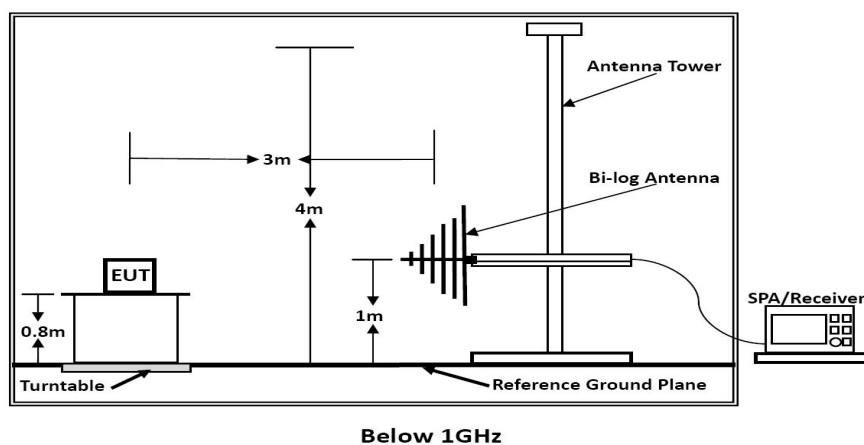 Antenna Tower
3m
Bi-log Antenna
4m
EUT
SPA/Receiver
0.8m
1m
Turntable
Reference Ground Plane
Below 1GHz